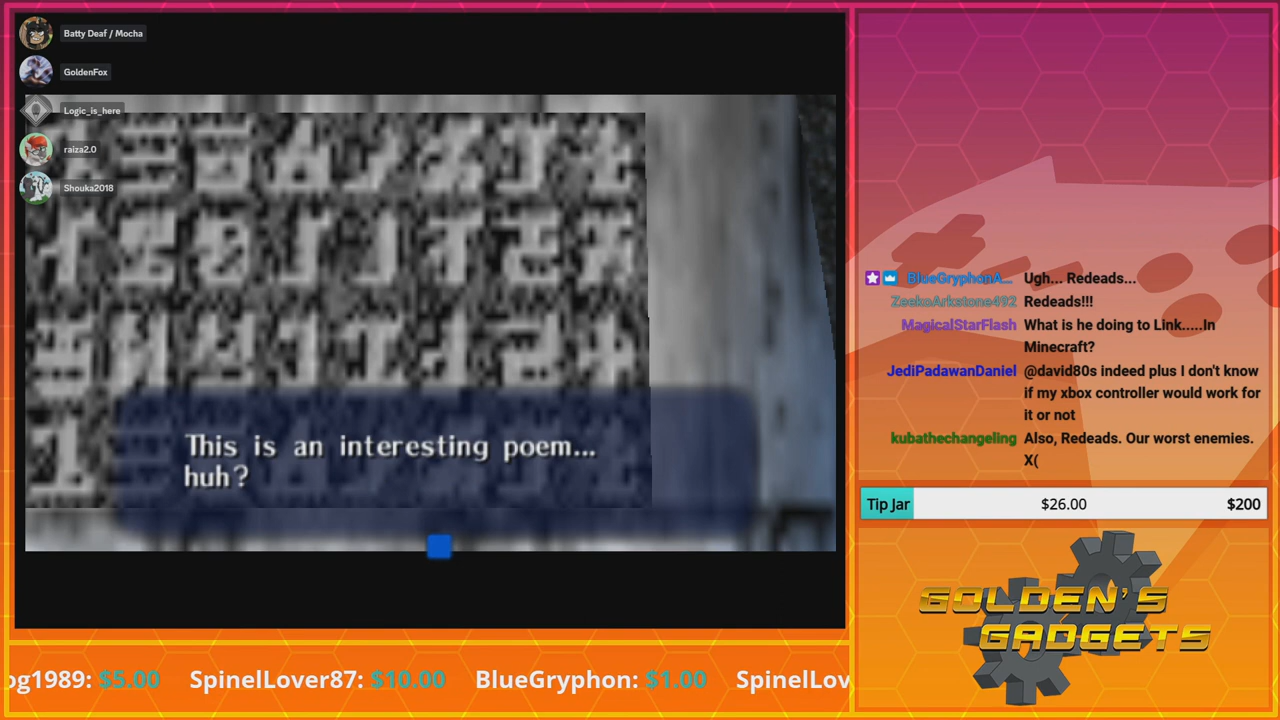 Batty Deaf / Mocha
GoldenFox
Logic_is_here
raiza2.0
Shouka2018
This is an interesting poem...
huh?
BlueGryphonA... Ugh... Redeads...
ZeekoArkstone492 Redeads!!!
MagicalStarFlash What is he doing to Link.....In
Minecraft?
JediPadawanDaniel @david80s indeed plus I don't know
if my xbox controller would work for
it or not
kubathechangeling Also, Redeads. Our worst enemies.
X(
Tip Jar $26.00 $200
GOLDEN'S
GADGETS
og1989: $5.00 SpinelLover87: $10.00 BlueGryphon: $1.00 SpinelLov